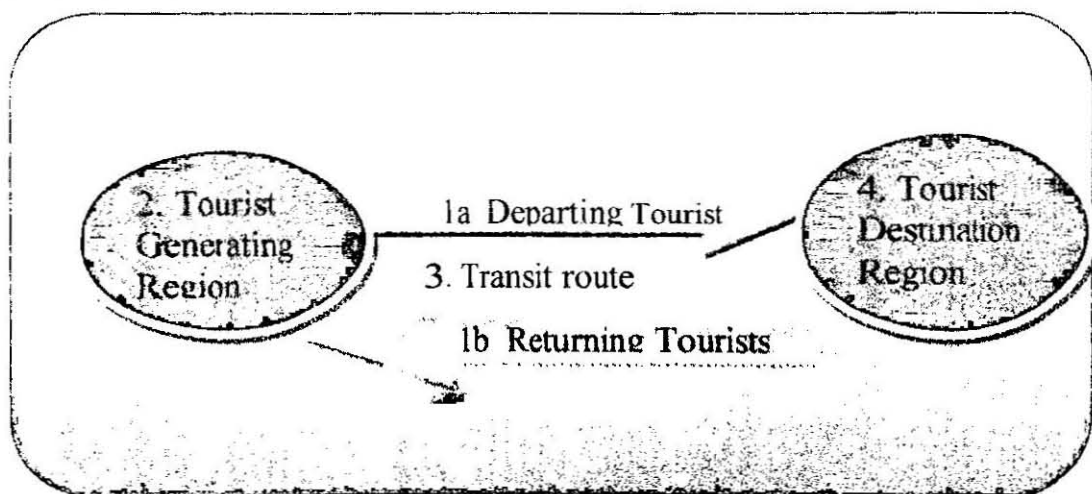 2. Tourist
Generating
Region
1a Departing Tourist
3. Transit route
1b Returning Tourists
4. Tourist
Destination
Region